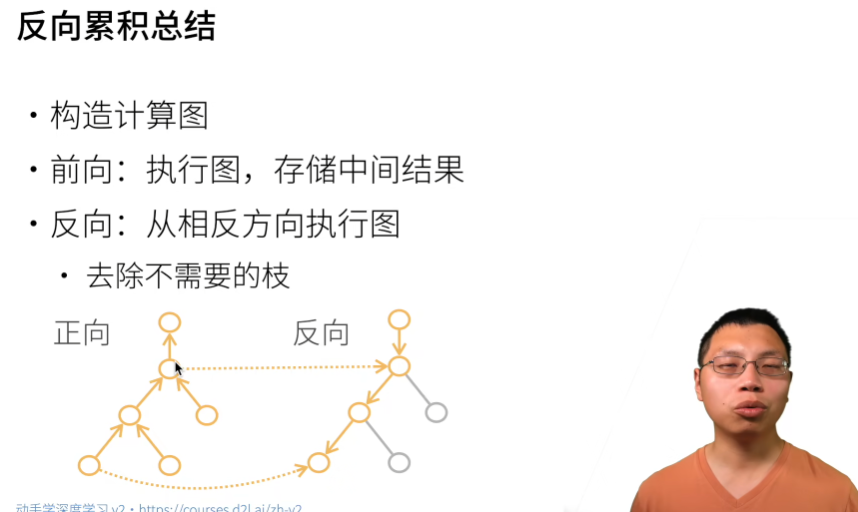 反向累积总结
• 构造计算图
• 前向：执行图，存储中间结果
• 反向：从相反方向执行图
• 去除不需要的枝
正向
反向
动手学深度学习 v2 • https://courses.d2l.ai/zh-v2